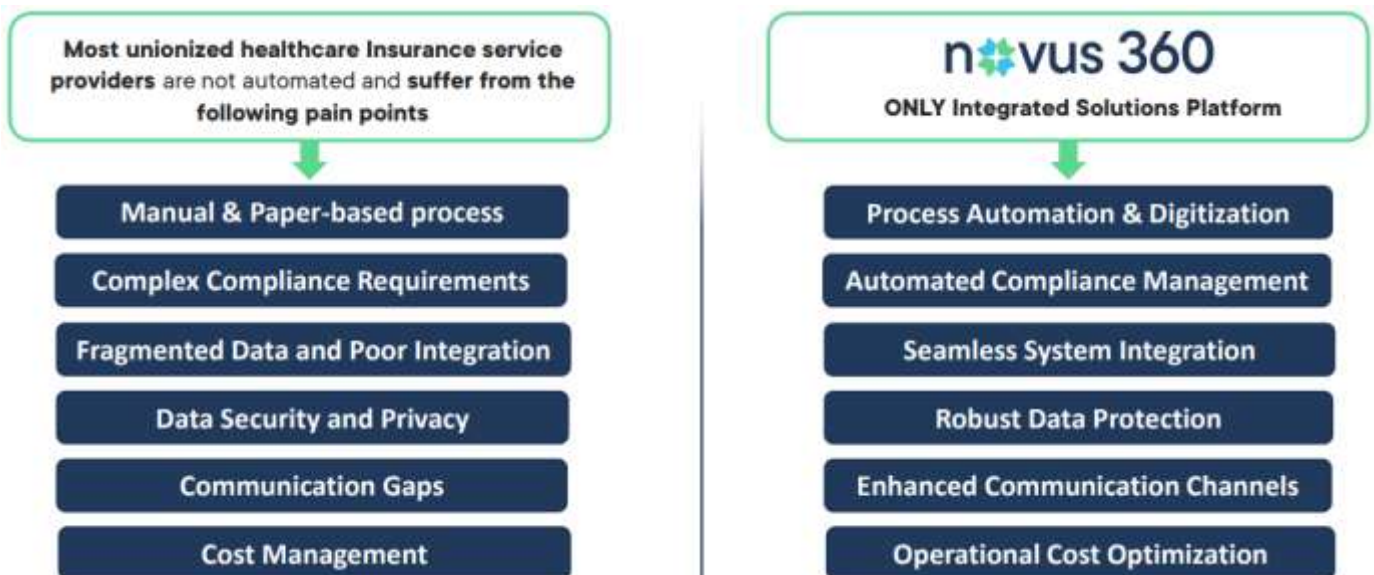 Most unionized healthcare Insurance service
providers are not automated and suffer from the
following pain points
Manual & Paper-based process
Complex Compliance Requirements
Fragmented Data and Poor Integration
Data Security and Privacy
Communication Gaps
Cost Management
novus 360
ONLY Integrated Solutions Platform
Process Automation & Digitization
Automated Compliance Management
Seamless System Integration
Robust Data Protection
Enhanced Communication Channels
Operational Cost Optimization